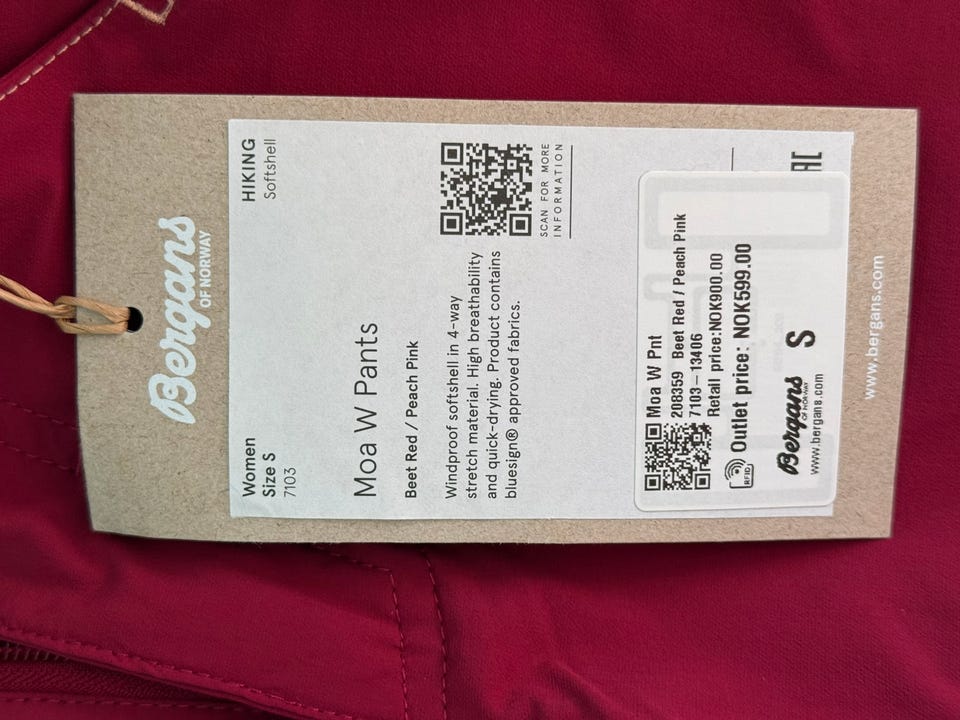 Bergans
OF NORWAY
Women
Size S
7103
HIKING
Softshell
Moa W Pants
Beet Red / Peach Pink
Windproof softshell in 4-way
stretch material. High breathability
and quick-drying. Product contains
bluesign® approved fabrics.
SCAN FOR MORE
INFORMATION
Moa W Pnt
208359 Beet Red / Peach Pink
7103-13406
Retail price:NOK900.00
RFID
Outlet price: NOK599.00
Bergans
OF NORWAY
www.bergans.com
S
EAC
www.bergans.com